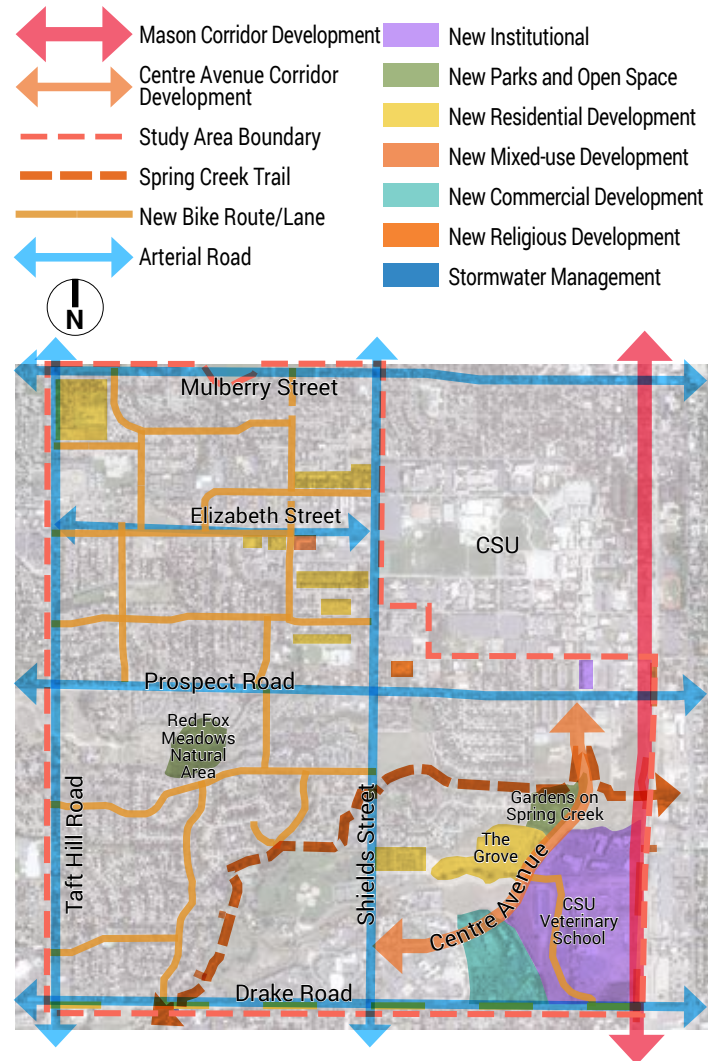 Mason Corridor Development
Centre Avenue Corridor
Development
Study Area Boundary
Spring Creek Trail
New Bike Route/Lane
Arterial Road
New Institutional
New Parks and Open Space
New Residential Development
New Mixed-use Development
New Commercial Development
New Religious Development
Stormwater Management
N
Mulberry Street
Elizabeth Street
CSU
Prospect Road
Red Fox
Meadows
Natural
Area
Taft Hill Road
Shields Street
Gardens on
Spring Creek
The
Grove
Centre Avenue
CSU
Veterinary
School
Drake Road